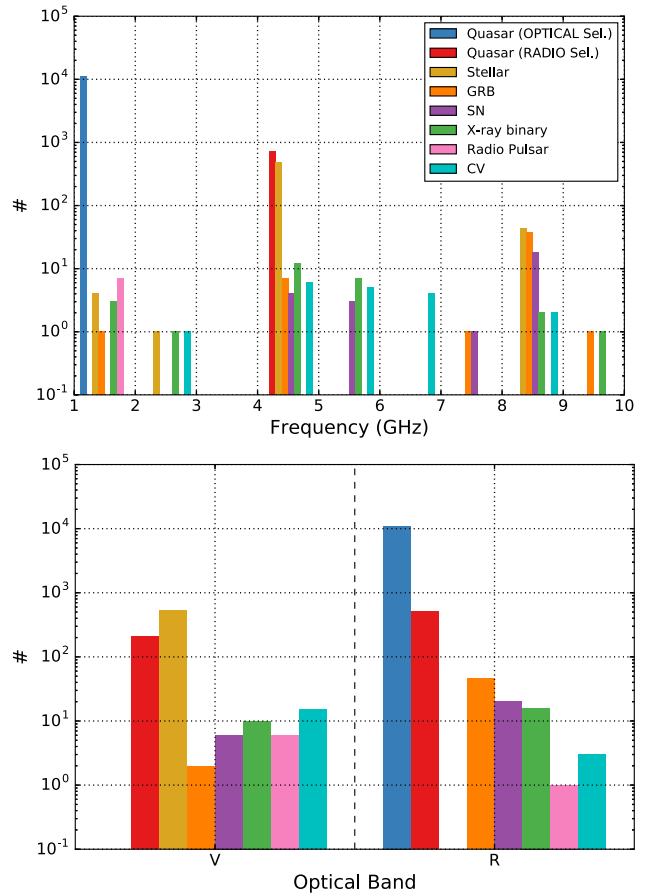 10^5
10^4
10^3
10^2
10^1
10^0
10^-1
#
Quasar (OPTICAL Sel.)
Quasar (RADIO Sel.)
Stellar
GRB
SN
X-ray binary
Radio Pulsar
CV
1 2 3 4 5 6 7 8 9 10
Frequency (GHz)
10^5
10^4
10^3
10^2
10^1
10^0
10^-1
#
V R
Optical Band